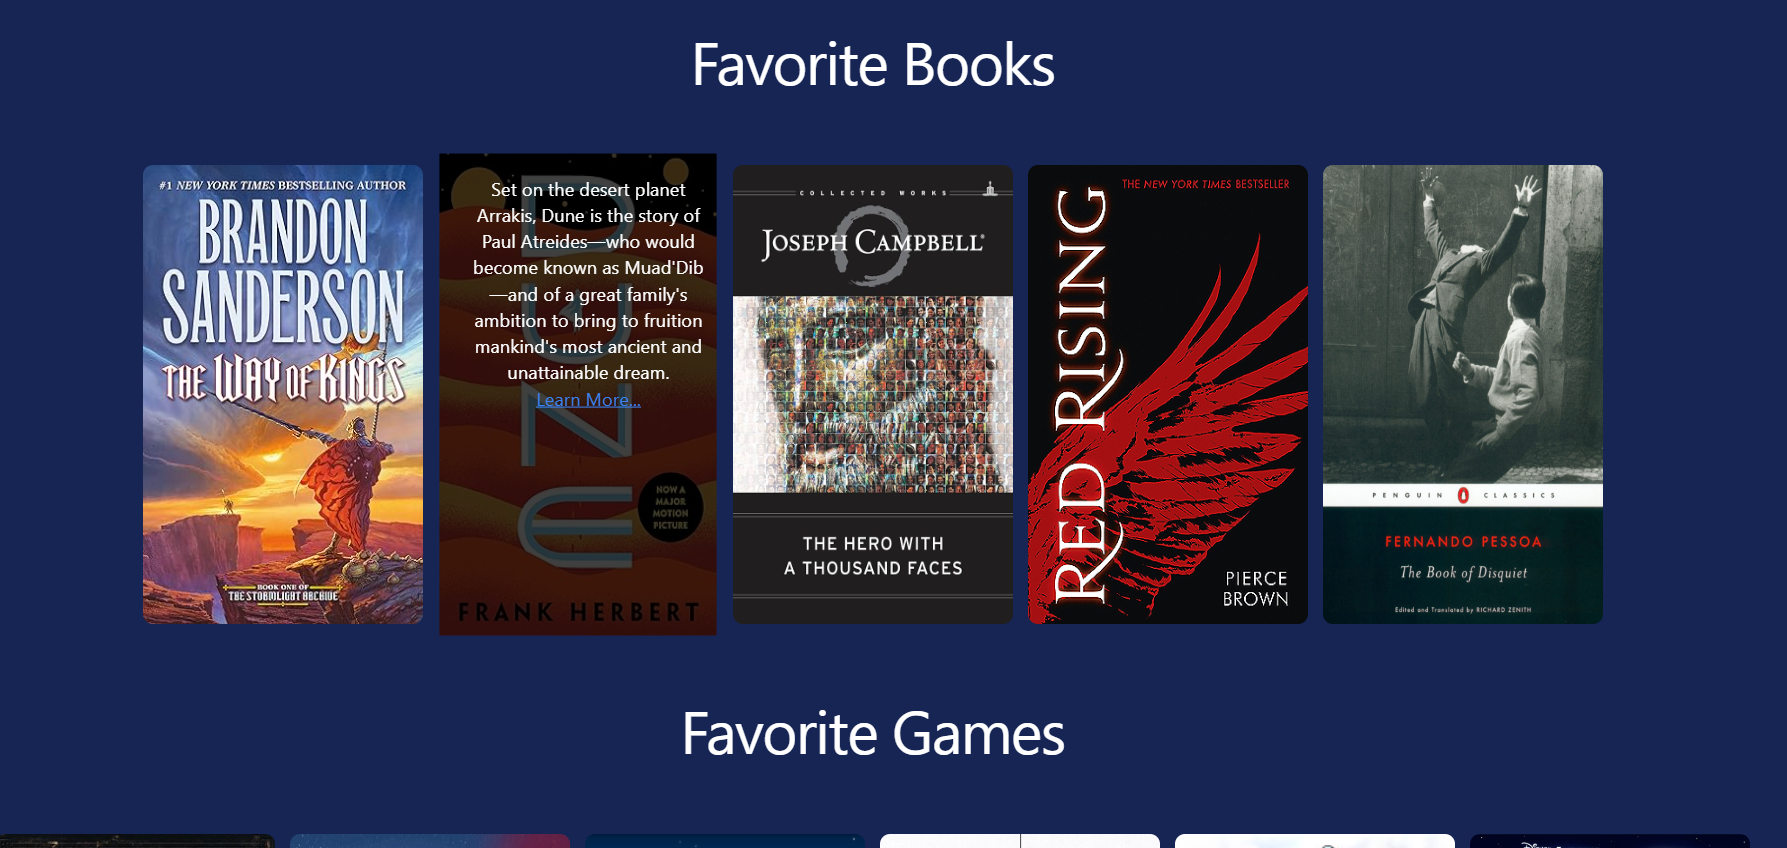 Favorite Books
#1 NEW YORK TIMES BESTSELLING AUTHOR
BRANDON
SANDERSON
THE WAY OF KINGS
BOOK ONE OF
THE STORMLIGHT ARCHIVE
Set on the desert planet
Arrakis, Dune is the story of
Paul Atreides—who would
become known as Muad'Dib
—and of a great family's
ambition to bring to fruition
mankind's most ancient and
unattainable dream.
Learn More...
NOW A
MAJOR
MOTION
PICTURE
FRANK HERBERT
COLLECTED WORKS
JOSEPH CAMPBELL®
THE HERO WITH
A THOUSAND FACES
THE NEW YORK TIMES BESTSELLER
RED RISING
PIERCE
BROWN
PENGUIN CLASSICS
FERNANDO PESSOA
The Book of Disquiet
Edited and Translated by RICHARD ZENITH
Favorite Games